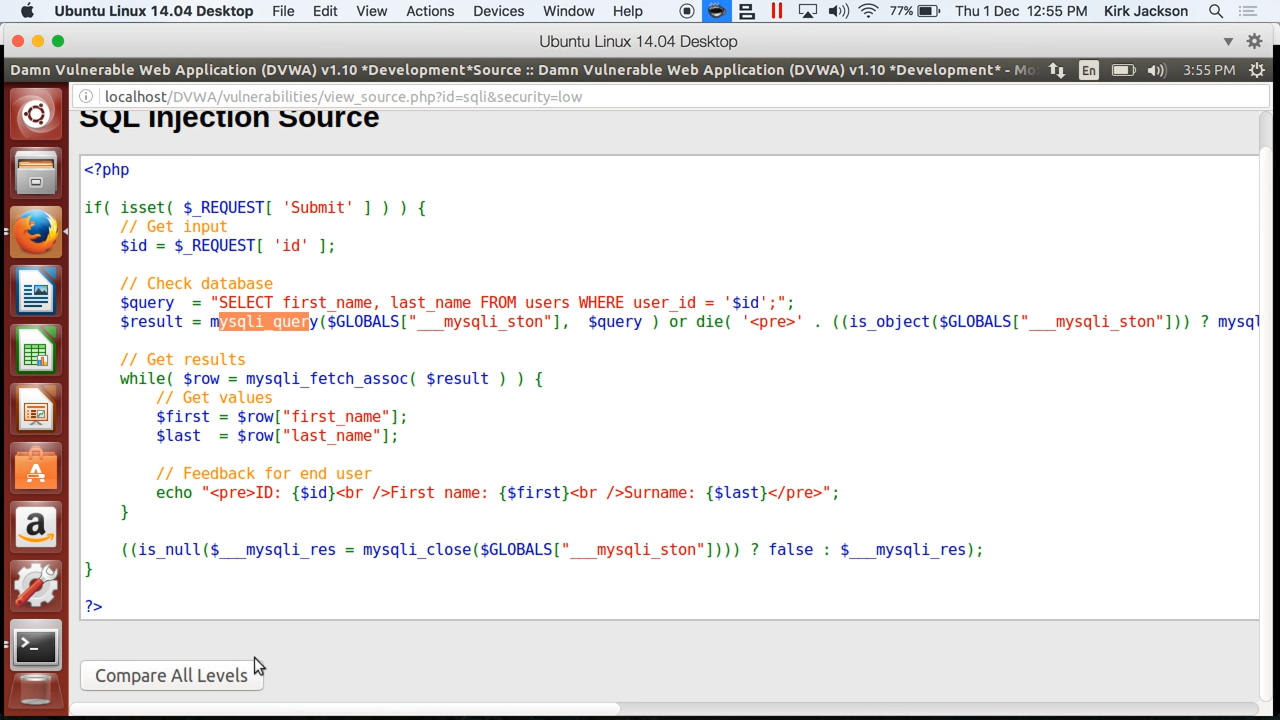 Ubuntu Linux 14.04 Desktop File Edit View Actions Devices Window Help 77% Thu 1 Dec 12:55 PM Kirk Jackson
Ubuntu Linux 14.04 Desktop
Damn Vulnerable Web Application (DVWA) v1.10 *Development*Source :: Damn Vulnerable Web Application (DVWA) v1.10 *Development* - Mo En 3:55 PM
localhost/DVWA/vulnerabilities/view_source.php?id=sqli&security=low
SQL Injection Source
<?php
if( isset( $_REQUEST[ 'Submit' ] ) ) {
// Get input
$id = $_REQUEST[ 'id' ];
// Check database
$query = "SELECT first_name, last_name FROM users WHERE user_id = '$id';";
$result = mysqli_query($GLOBALS["___mysqli_ston"], $query ) or die( '<pre>' . ((is_object($GLOBALS["___mysqli_ston"])) ? mysql
// Get results
while( $row = mysqli_fetch_assoc( $result ) ) {
// Get values
$first = $row["first_name"];
$last = $row["last_name"];
// Feedback for end user
echo "<pre>ID: {$id}<br />First name: {$first}<br />Surname: {$last}</pre>";
}
((is_null($___mysqli_res = mysqli_close($GLOBALS["___mysqli_ston"]))) ? false : $___mysqli_res);
}
?>
Compare All Levels